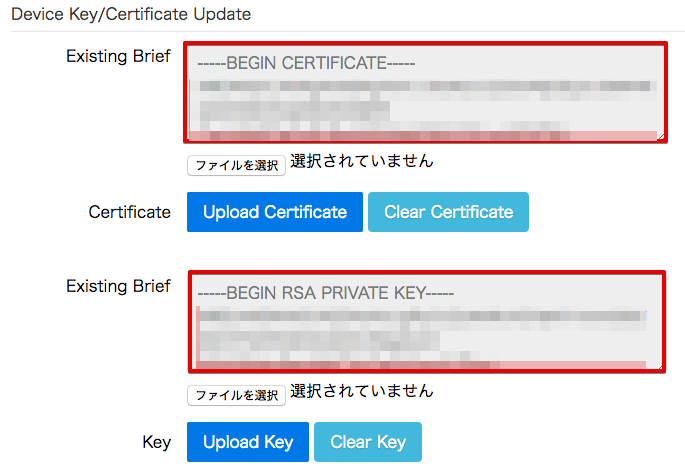 Device Key/Certificate Update
Existing Brief
-----BEGIN CERTIFICATE-----
ファイルを選択 選択されていません
Certificate Upload Certificate Clear Certificate
Existing Brief
-----BEGIN RSA PRIVATE KEY-----
ファイルを選択 選択されていません
Key Upload Key Clear Key